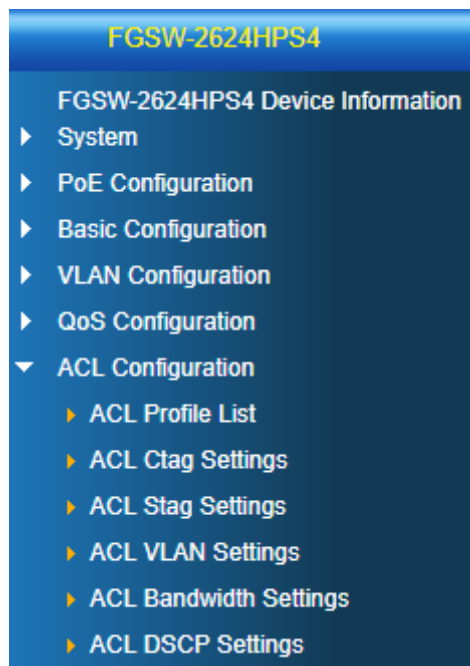 FGSW-2624HPS4
FGSW-2624HPS4 Device Information
System
PoE Configuration
Basic Configuration
VLAN Configuration
QoS Configuration
ACL Configuration
ACL Profile List
ACL Ctag Settings
ACL Stag Settings
ACL VLAN Settings
ACL Bandwidth Settings
ACL DSCP Settings